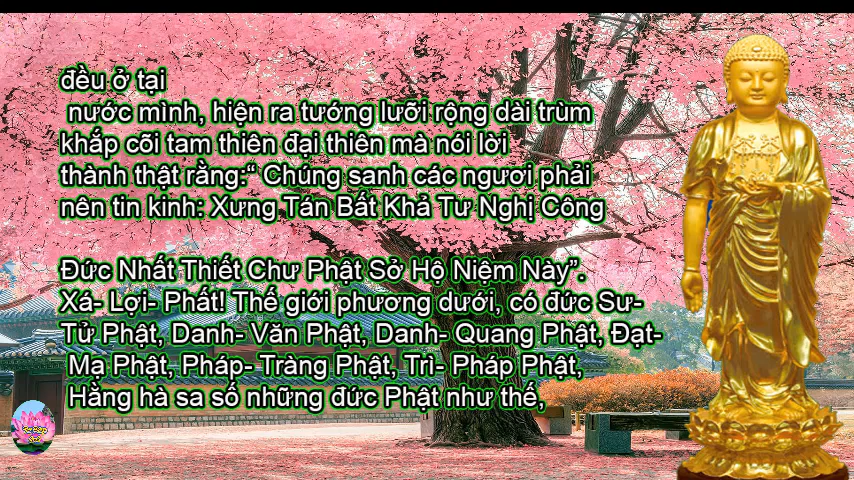 đều ở tại
nước mình, hiện ra tướng lưỡi rộng dài trùm
khắp cõi tam thiên đại thiên mà nói lời
thành thật rằng:“ Chúng sanh các ngươi phải
nên tin kinh: Xưng Tán Bất Khả Tư Nghị Công
Đức Nhất Thiết Chư Phật Sở Hộ Niệm Này”.
Xá- Lợi- Phất! Thế giới phương dưới, có đức Sư-
Tử Phật, Danh- Văn Phật, Danh- Quang Phật, Đạt-
Mạ Phật, Pháp- Tràng Phật, Trì- Pháp Phật,
Hằng hà sa số những đức Phật như thế,